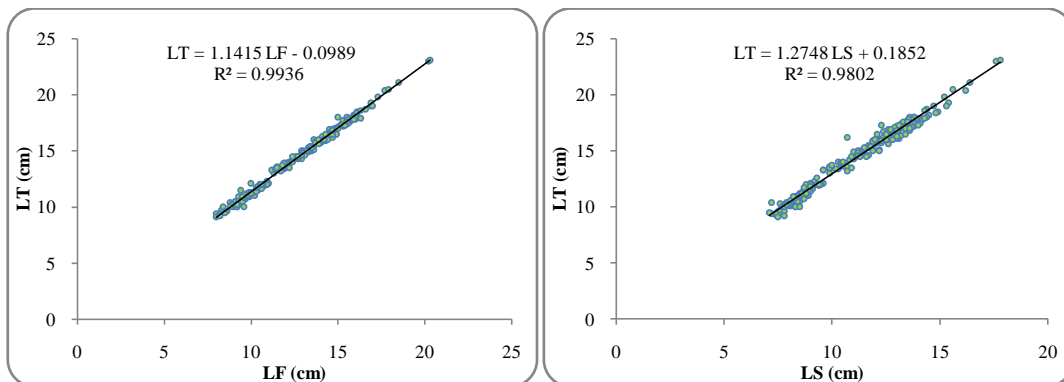 LT = 1.1415 LF - 0.0989
R² = 0.9936
25
20
15
10
5
0
LT (cm)
0 5 10 15 20 25
LF (cm)
LT = 1.2748 LS + 0.1852
R² = 0.9802
25
20
15
10
5
0
LT (cm)
0 5 10 15 20
LS (cm)